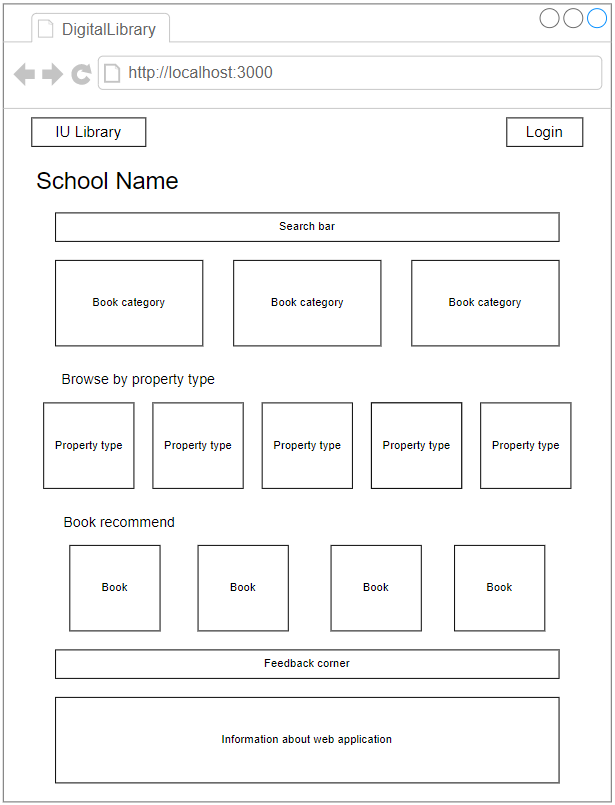 DigitalLibrary
http://localhost:3000
IU Library
Login
School Name
Search bar
Book category
Book category
Book category
Browse by property type
Property type
Property type
Property type
Property type
Property type
Book recommend
Book
Book
Book
Book
Feedback corner
Information about web application